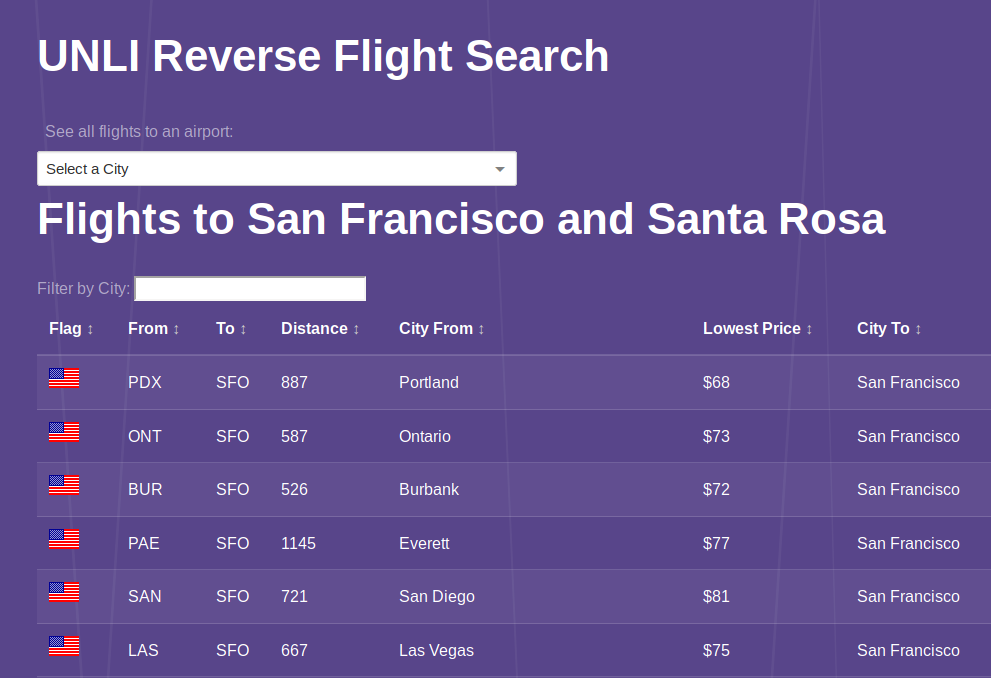 UNLI Reverse Flight Search
See all flights to an airport:
Select a City
Flights to San Francisco and Santa Rosa
Filter by City:
Flag ↕ From ↕ To ↕ Distance ↕ City From ↕ Lowest Price ↕ City To ↕
PDX SFO 887 Portland $68 San Francisco
ONT SFO 587 Ontario $73 San Francisco
BUR SFO 526 Burbank $72 San Francisco
PAE SFO 1145 Everett $77 San Francisco
SAN SFO 721 San Diego $81 San Francisco
LAS SFO 667 Las Vegas $75 San Francisco